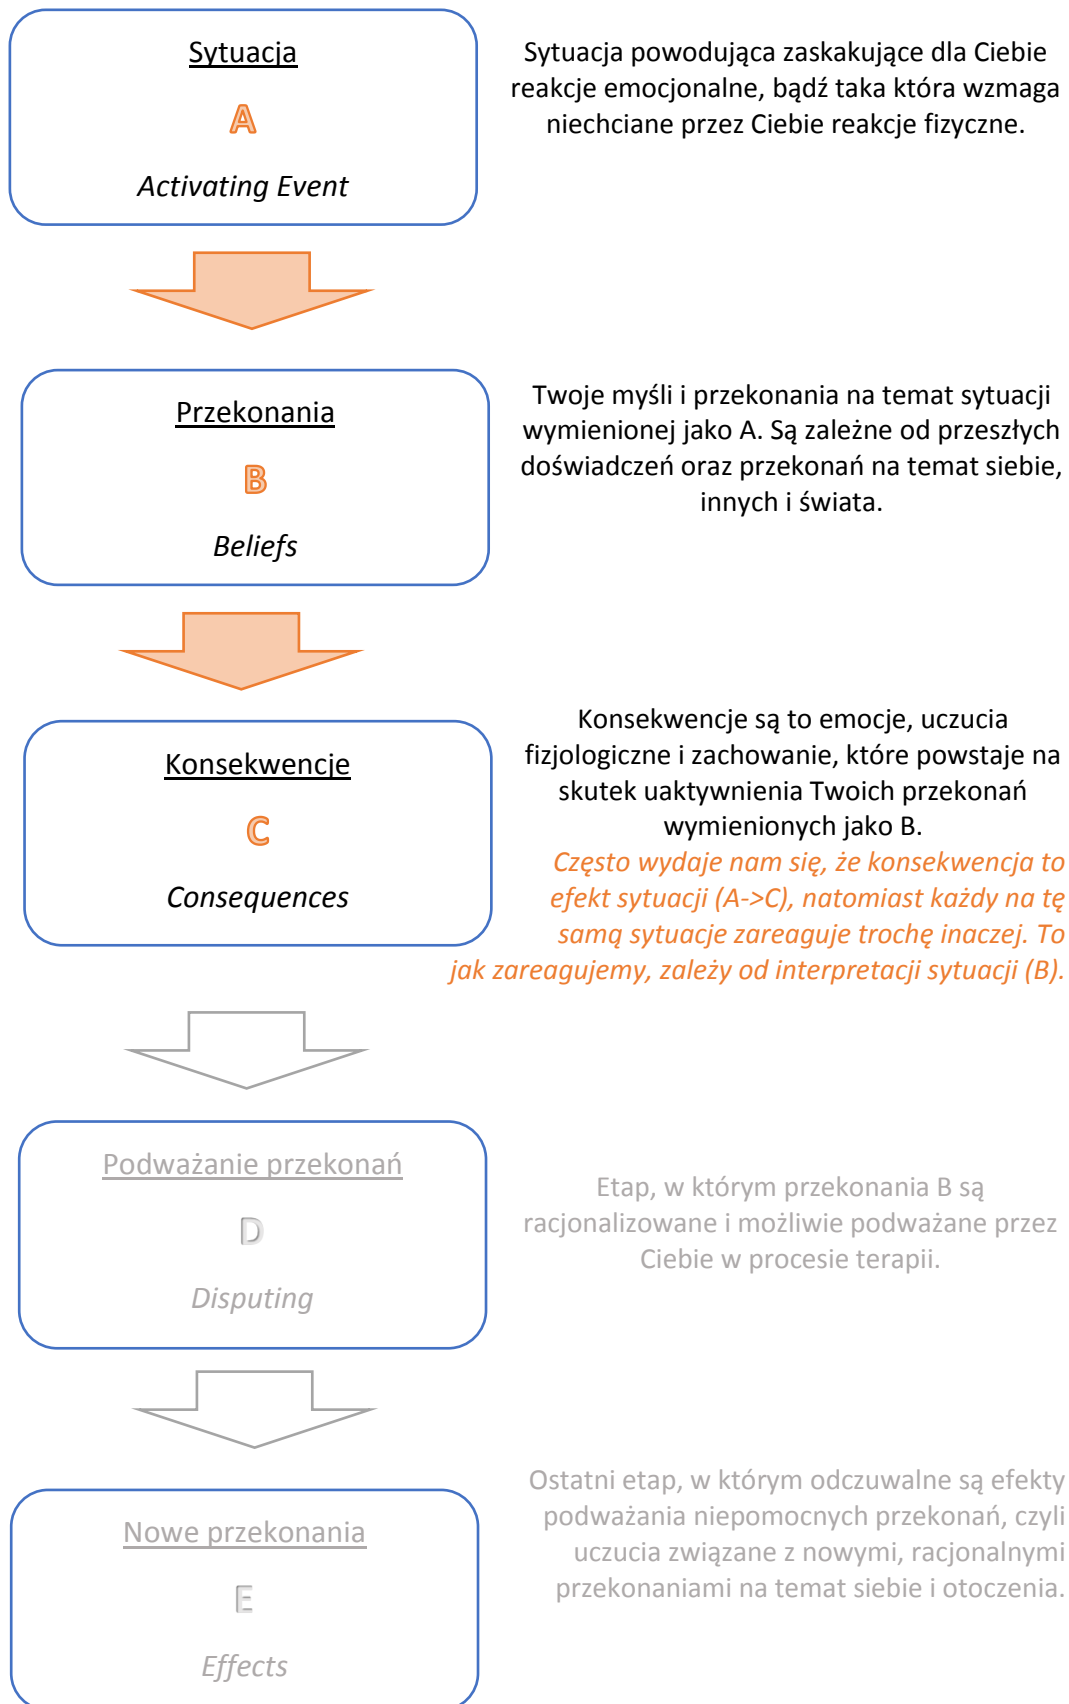 Sytuacja
A
Activating Event
Sytuacja powodująca zaskakujące dla Ciebie
reakcje emocjonalne, bądź taka która wzmaga
niechciane przez Ciebie reakcje fizyczne.
Przekonania
B
Beliefs
Twoje myśli i przekonania na temat sytuacji
wymienionej jako A. Są zależne od przeszłych
doświadczeń oraz przekonań na temat siebie,
innych i świata.
Konsekwencje
C
Consequences
Konsekwencje są to emocje, uczucia
fizjologiczne i zachowanie, które powstaje na
skutek uaktywnienia Twoich przekonań
wymienionych jako B.
Często wydaje nam się, że konsekwencja to
efekt sytuacji (A->C), natomiast każdy na tę
samą sytuacje zareaguje trochę inaczej. To
jak zareagujemy, zależy od interpretacji sytuacji (B).
Podważanie przekonań
D
Disputing
Etap, w którym przekonania B są
racjonalizowane i możliwie podważane przez
Ciebie w procesie terapii.
Nowe przekonania
E
Effects
Ostatni etap, w którym odczuwalne są efekty
podważania niepomocnych przekonań, czyli
uczucia związane z nowymi, racjonalnymi
przekonaniami na temat siebie i otoczenia.